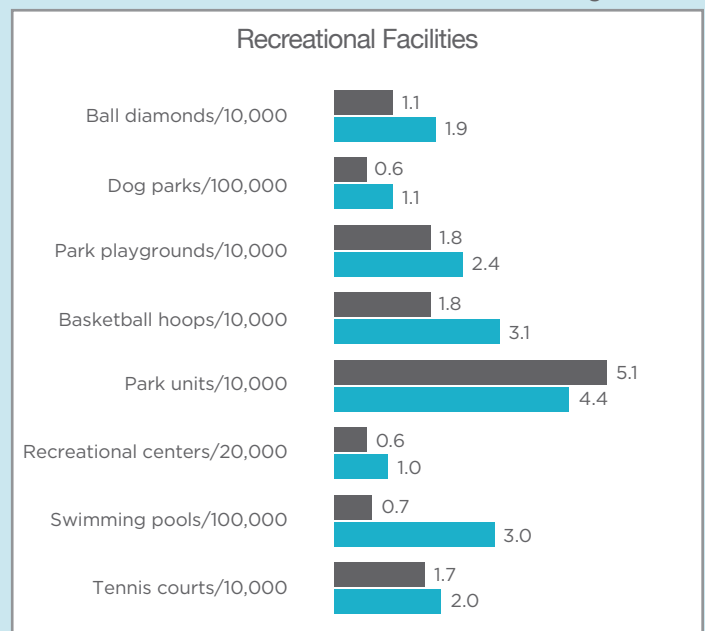 Recreational Facilities
Ball diamonds/10,000
1.1
1.9
Dog parks/100,000
0.6
1.1
Park playgrounds/10,000
1.8
2.4
Basketball hoops/10,000
1.8
3.1
Park units/10,000
5.1
4.4
Recreational centers/20,000
0.6
1.0
Swimming pools/100,000
0.7
3.0
Tennis courts/10,000
1.7
2.0